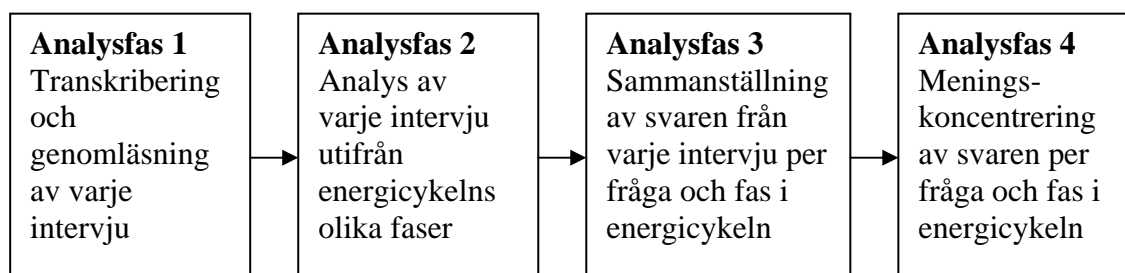 Analysfas 1
Transkribering
och
genomläsning
av varje
intervju
Analysfas 2
Analys av
varje intervju
utifrån
energicykelns
olika faser
Analysfas 3
Sammanställning
av svaren från
varje intervju per
fråga och fas i
energicykeln
Analysfas 4
Menings-
koncentrering
av svaren per
fråga och fas i
energicykeln